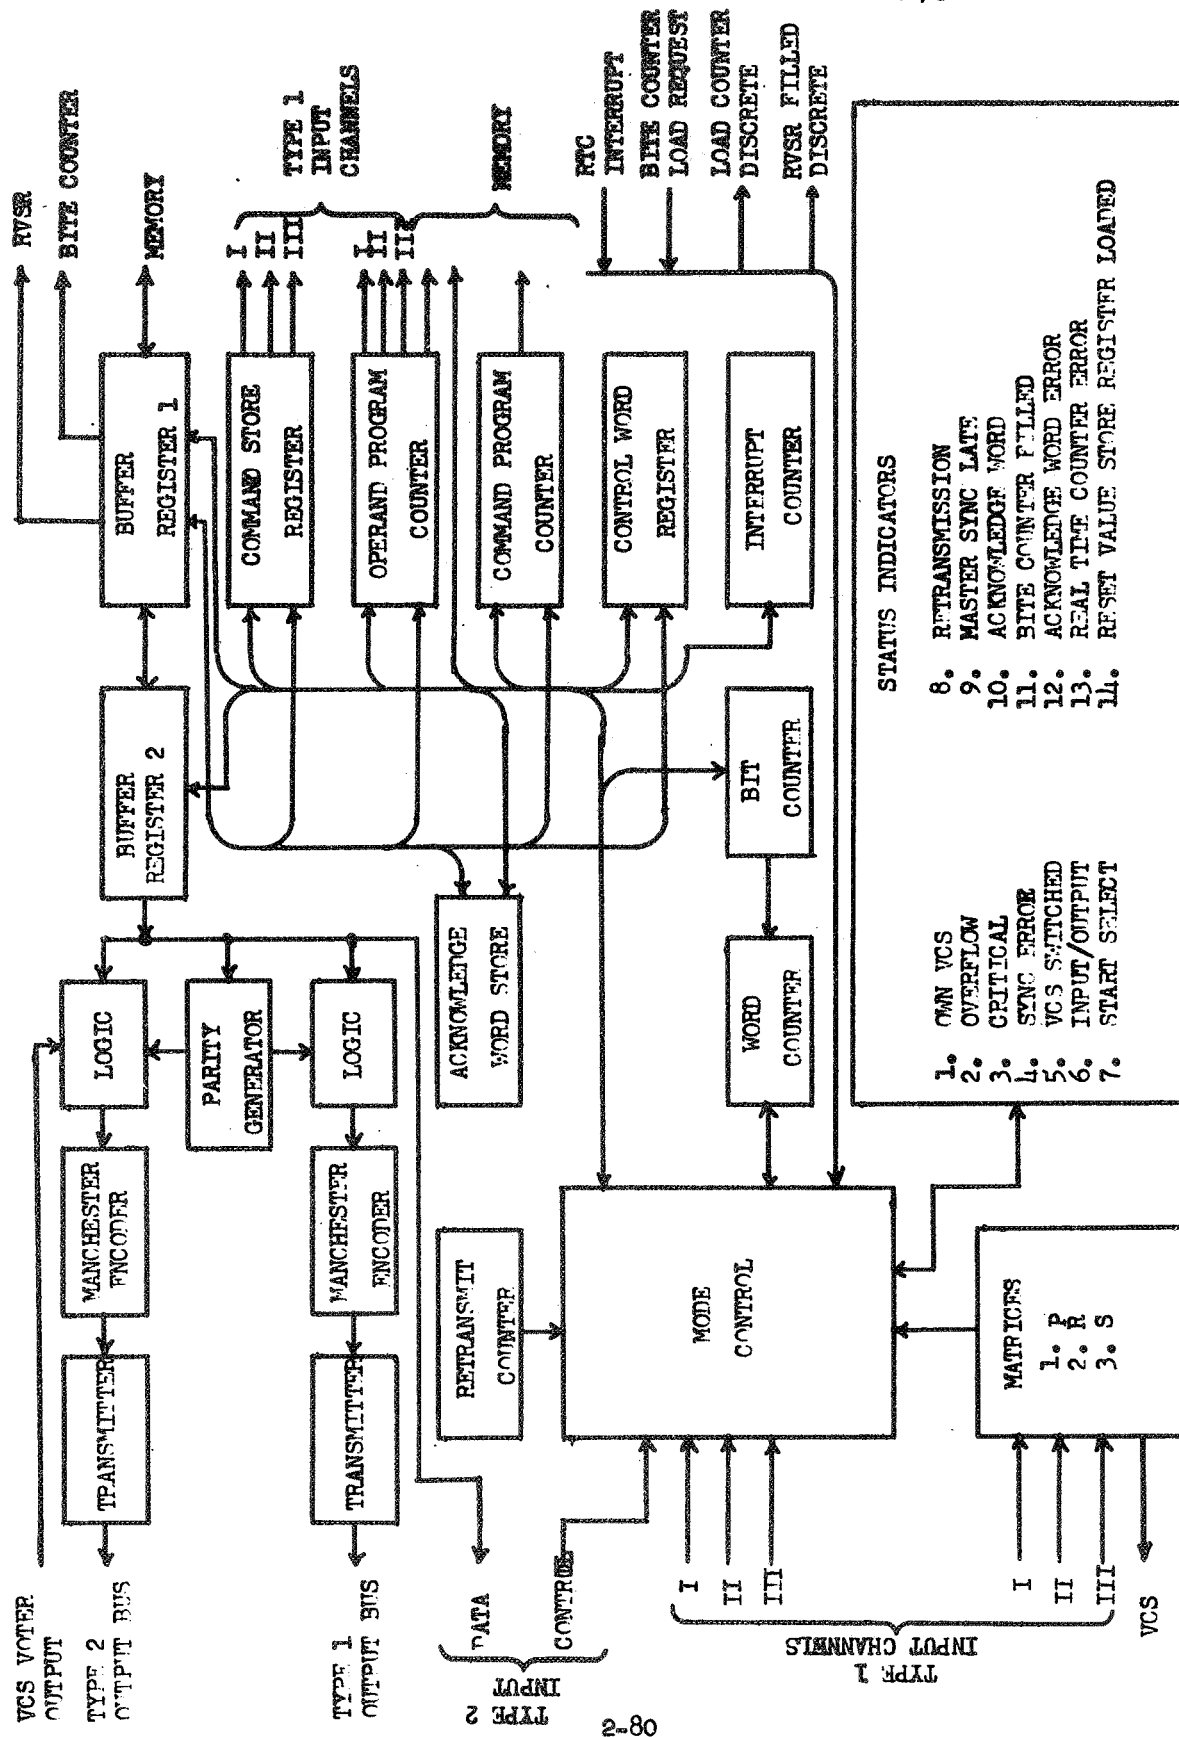 VCS VOTER
OUTPUT
TYPE 2
OUTPUT BUS
TRANSMITTER
MANCHESTER
ENCODER
LOGIC
PARITY
GENERATOR
TYPE 1
OUTPUT BUS
TRANSMITTER
MANCHESTER
ENCODER
LOGIC
BUFFER
REGISTER 2
BUFFER
REGISTER 1
RVSR
BITE COUNTER
MEMORY
COMMAND STORE
REGISTER
I
II
III
TYPE 1
INPUT
CHANNELS
OPERAND PROGRAM
COUNTER
I
II
III
MEMORY
COMMAND PROGRAM
COUNTER
CONTROL WORD
REGISTER
INTERRUPT
COUNTER
RTC
INTERRUPT
BITE COUNTER
LOAD REQUEST
LOAD COUNTER
DISCRETE
RVSR FILLED
DISCRETE
ACKNOWLEDGE
WORD STORE
TYPE 2
INPUT
DATA
CONTROL
RETRANSMIT
COUNTER
MODE
CONTROL
WORD
COUNTER
BIT
COUNTER
TYPE 1
INPUT CHANNELS
I
II
III
I
II
III
VCS
MATRICES
1. P
2. R
3. S
STATUS INDICATORS
1. OWN VCS
2. OVERFLOW
3. CRITICAL
4. SYNC ERROR
5. VCS SWITCHED
6. INPUT/OUTPUT
7. START SELECT
8. RETRANSMISSION
9. MASTER SYNC LATE
10. ACKNOWLEDGE WORD
11. BITE COUNTER FILLED
12. ACKNOWLEDGE WORD ERROR
13. REAL TIME COUNTER ERROR
14. RESET VALUE STORE REGISTER LOADED
2-80